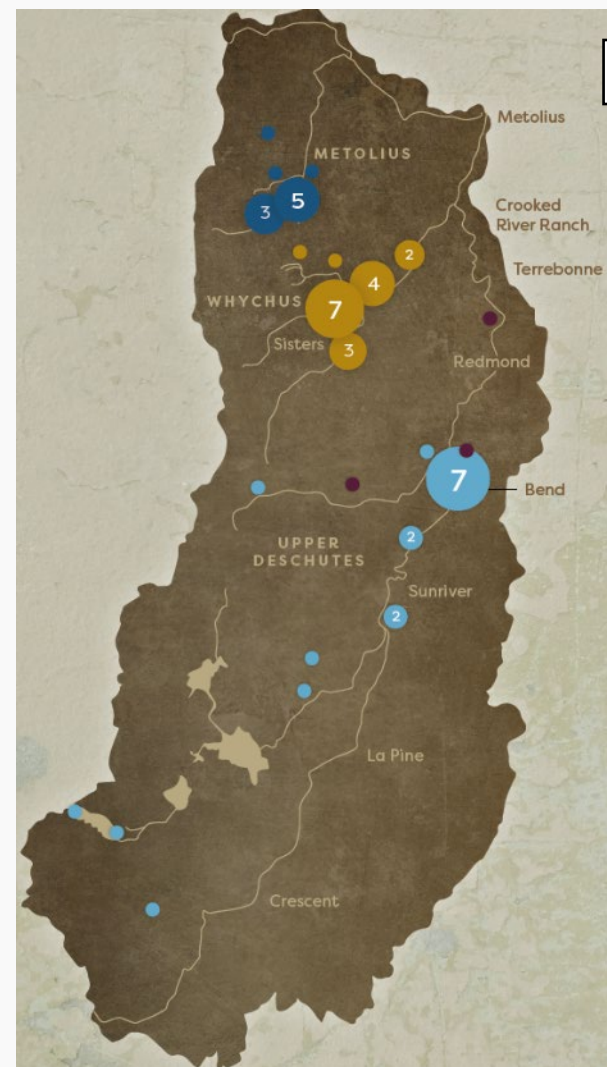 Metolius
METOLIUS
5
3
Crooked
River Ranch
2
Terrebonne
4
WHYCHUS
7
Sisters
3
Redmond
7
Bend
2
UPPER
DESCHUTES
Sunriver
2
La Pine
Crescent